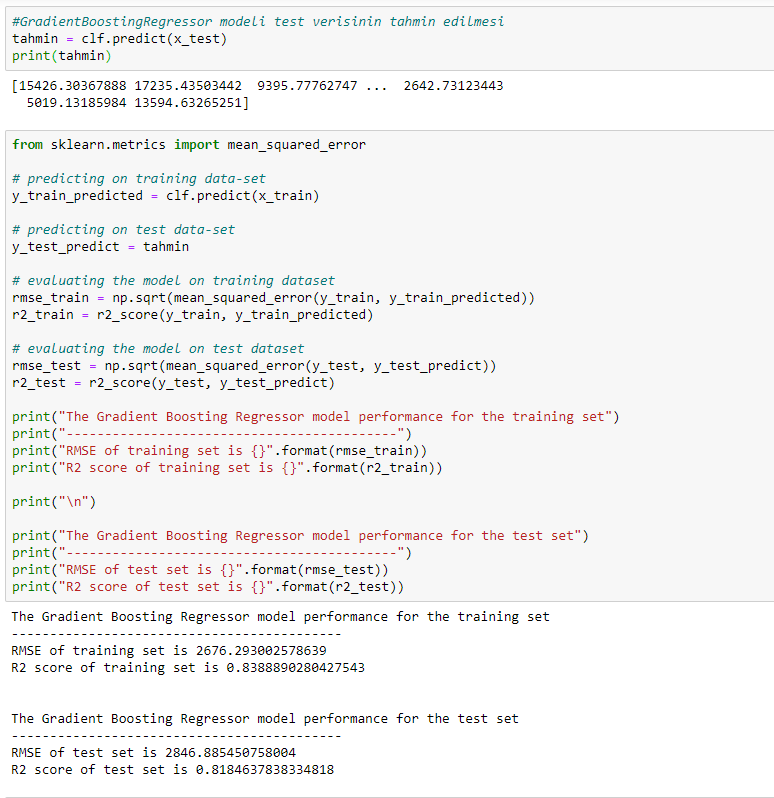 #GradientBoostingRegressor modeli test verisinin tahmin edilmesi
tahmin = clf.predict(x_test)
print(tahmin)
[15426.30367888 17235.43503442  9395.77762747 ...  2642.73123443
  5019.13185984 13594.63265251]
from sklearn.metrics import mean_squared_error
# predicting on training data-set
y_train_predicted = clf.predict(x_train)
# predicting on test data-set
y_test_predict = tahmin
# evaluating the model on training dataset
rmse_train = np.sqrt(mean_squared_error(y_train, y_train_predicted))
r2_train = r2_score(y_train, y_train_predicted)
# evaluating the model on test dataset
rmse_test = np.sqrt(mean_squared_error(y_test, y_test_predict))
r2_test = r2_score(y_test, y_test_predict)
print("The Gradient Boosting Regressor model performance for the training set")
print("-------------------------------------------")
print("RMSE of training set is {}".format(rmse_train))
print("R2 score of training set is {}".format(r2_train))
print("\n")
print("The Gradient Boosting Regressor model performance for the test set")
print("-------------------------------------------")
print("RMSE of test set is {}".format(rmse_test))
print("R2 score of test set is {}".format(r2_test))
The Gradient Boosting Regressor model performance for the training set
-------------------------------------------
RMSE of training set is 2676.293002578639
R2 score of training set is 0.8388890280427543
The Gradient Boosting Regressor model performance for the test set
-------------------------------------------
RMSE of test set is 2846.885450758004
R2 score of test set is 0.8184637838334818